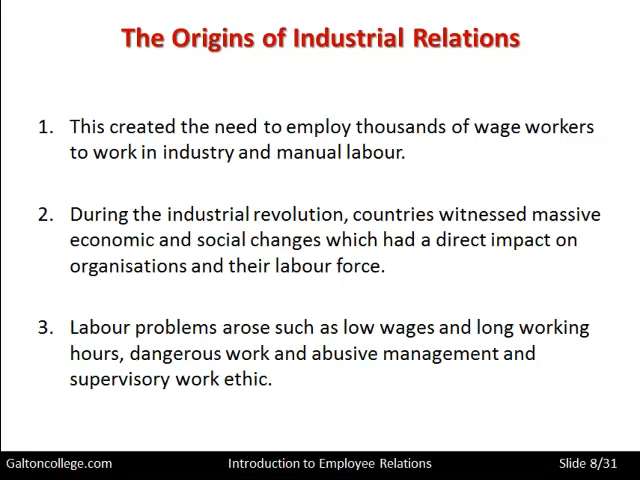 The Origins of Industrial Relations
1. This created the need to employ thousands of wage workers
to work in industry and manual labour.
2. During the industrial revolution, countries witnessed massive
economic and social changes which had a direct impact on
organisations and their labour force.
3. Labour problems arose such as low wages and long working
hours, dangerous work and abusive management and
supervisory work ethic.
Galtoncollege.com Introduction to Employee Relations Slide 8/31